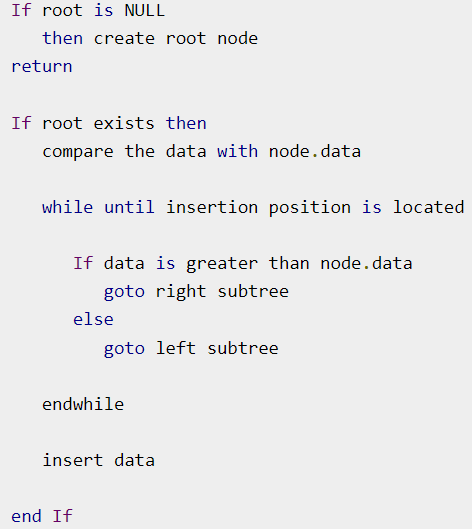 If root is NULL
   then create root node
return

If root exists then
   compare the data with node.data

   while until insertion position is located

      If data is greater than node.data
         goto right subtree
      else
         goto left subtree

   endwhile

   insert data

end If